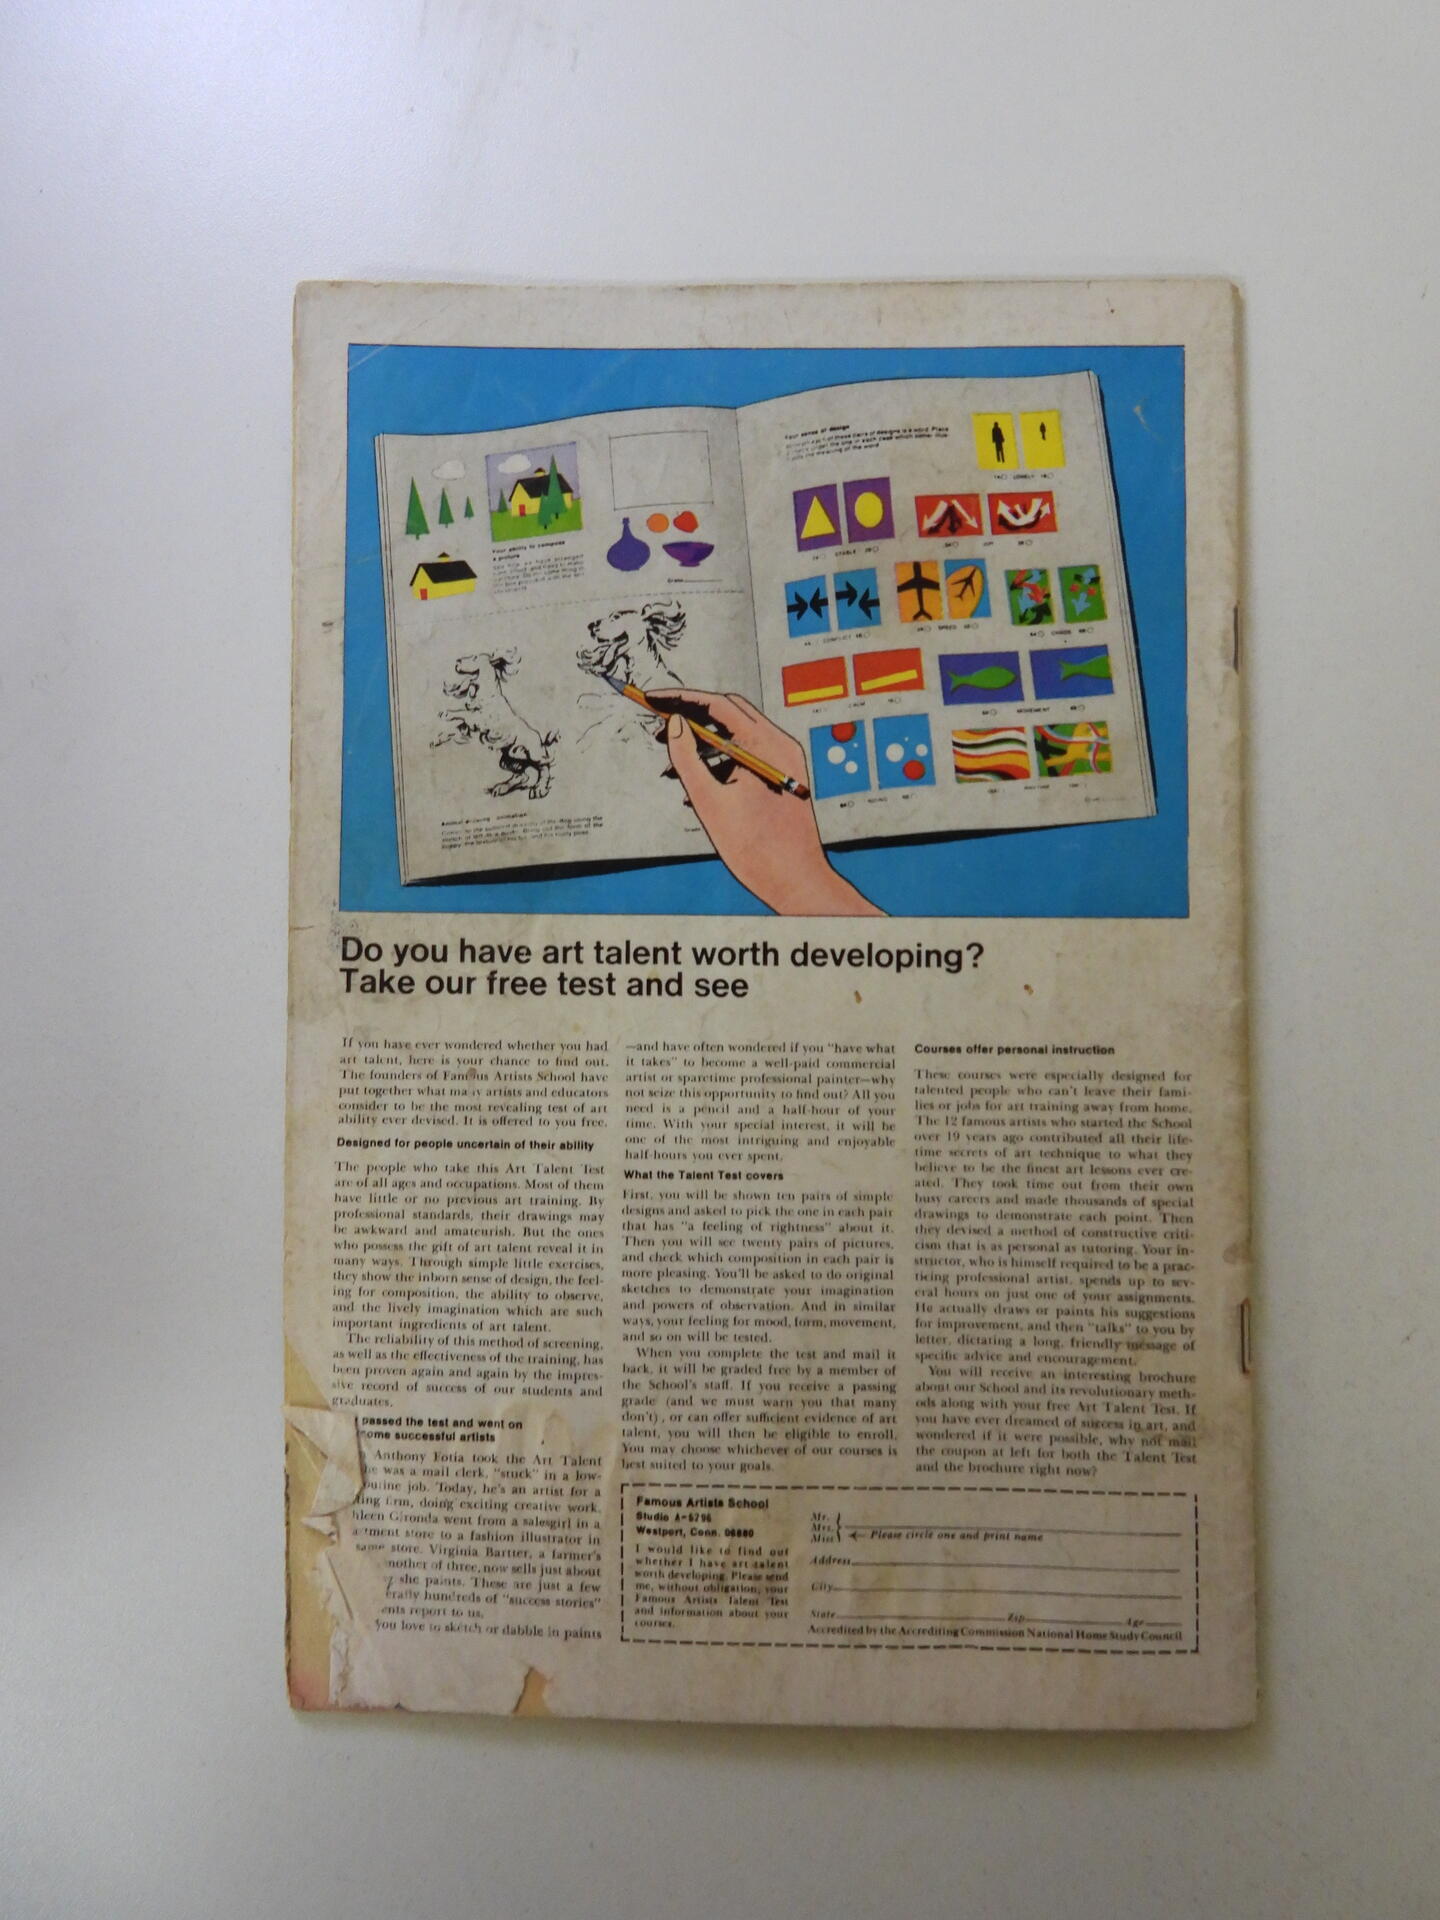 Your ability to compose
a picture
Your sense of design
LONELY
STABLE
JOY
CONFLICT
SPEED
CHAOS
CALM
MOVEMENT
Do you have art talent worth developing?
Take our free test and see
If you have ever wondered whether you had
art talent, here is your chance to find out.
The founders of Famous Artists School have
put together what many artists and educators
consider to be the most revealing test of art
ability ever devised. It is offered to you free.
Designed for people uncertain of their ability
The people who take this Art Talent Test
are of all ages and occupations. Most of them
have little or no previous art training. By
professional standards, their drawings may
be awkward and amateurish. But the ones
who possess the gift of art talent reveal it in
many ways. Through simple little exercises,
they show the inborn sense of design, the feel-
ing for composition, the ability to observe,
and the lively imagination which are such
important ingredients of art talent.
The reliability of this method of screening,
as well as the effectiveness of the training, has
been proven again and again by the impres-
sive record of success of our students and
graduates.
passed the test and went on
ome successful artists
Anthony Fotia took the Art Talent
he was a mail clerk, "stuck" in a low-
outine job. Today, he's an artist for a
ting firm, doing exciting creative work.
hleen Gironda went from a salesgirl in a
artment store to a fashion illustrator in
same store. Virginia Bartter, a farmer's
mother of three, now sells just about
she paints. These are just a few
erally hundreds of "success stories"
ents report to us.
you love to sketch or dabble in paints
—and have often wondered if you "have what
it takes" to become a well-paid commercial
artist or sparetime professional painter—why
not seize this opportunity to find out? All you
need is a pencil and a half-hour of your
time. With your special interest, it will be
one of the most intriguing and enjoyable
half-hours you ever spent.
What the Talent Test covers
First, you will be shown ten pairs of simple
designs and asked to pick the one in each pair
that has "a feeling of rightness" about it.
Then you will see twenty pairs of pictures,
and check which composition in each pair is
more pleasing. You'll be asked to do original
sketches to demonstrate your imagination
and powers of observation. And in similar
ways, your feeling for mood, form, movement,
and so on will be tested.
When you complete the test and mail it
back, it will be graded free by a member of
the School's staff. If you receive a passing
grade (and we must warn you that many
don't), or can offer sufficient evidence of art
talent, you will then be eligible to enroll.
You may choose whichever of our courses is
best suited to your goals.
Courses offer personal instruction
These courses were especially designed for
talented people who can't leave their fami-
lies or jobs for art training away from home.
The 12 famous artists who started the School
over 19 years ago contributed all their life-
time secrets of art technique to what they
believe to be the finest art lessons ever cre-
ated. They took time out from their own
busy careers and made thousands of special
drawings to demonstrate each point. Then
they devised a method of constructive criti-
cism that is as personal as tutoring. Your in-
structor, who is himself required to be a prac-
ticing professional artist, spends up to sev-
eral hours on just one of your assignments.
He actually draws or paints his suggestions
for improvement, and then "talks" to you by
letter, dictating a long, friendly message of
specific advice and encouragement.
You will receive an interesting brochure
about our School and its revolutionary meth-
ods along with your free Art Talent Test. If
you have ever dreamed of success in art, and
wondered if it were possible, why not mail
the coupon at left for both the Talent Test
and the brochure right now?
Famous Artists School
Studio A-6796
Westport, Conn. 06880
I would like to find out
whether I have art talent
worth developing. Please send
me, without obligation, your
Famous Artists Talent Test
and information about your
courses.
Mr.
Mrs.
Miss
Please circle one and print name
Address
City
State Zip Age
Accredited by the Accrediting Commission National Home Study Council